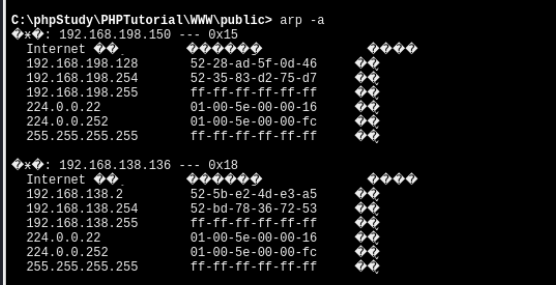 C:\phpStudy\PHPTutorial\WWW\public> arp -a
�ӿ�: 192.168.198.150 --- 0x15
Internet ��ַ �����ַ ����
192.168.198.128 52-28-ad-5f-0d-46 ��̬
192.168.198.254 52-35-83-d2-75-d7 ��̬
192.168.198.255 ff-ff-ff-ff-ff-ff ��̬
224.0.0.22 01-00-5e-00-00-16 ��̬
224.0.0.252 01-00-5e-00-00-fc ��̬
255.255.255.255 ff-ff-ff-ff-ff-ff ��̬
�ӿ�: 192.168.138.136 --- 0x18
Internet ��ַ �����ַ ����
192.168.138.2 52-5b-e2-4d-e3-a5 ��̬
192.168.138.254 52-bd-78-36-72-53 ��̬
192.168.138.255 ff-ff-ff-ff-ff-ff ��̬
224.0.0.22 01-00-5e-00-00-16 ��̬
224.0.0.252 01-00-5e-00-00-fc ��̬
255.255.255.255 ff-ff-ff-ff-ff-ff ��̬